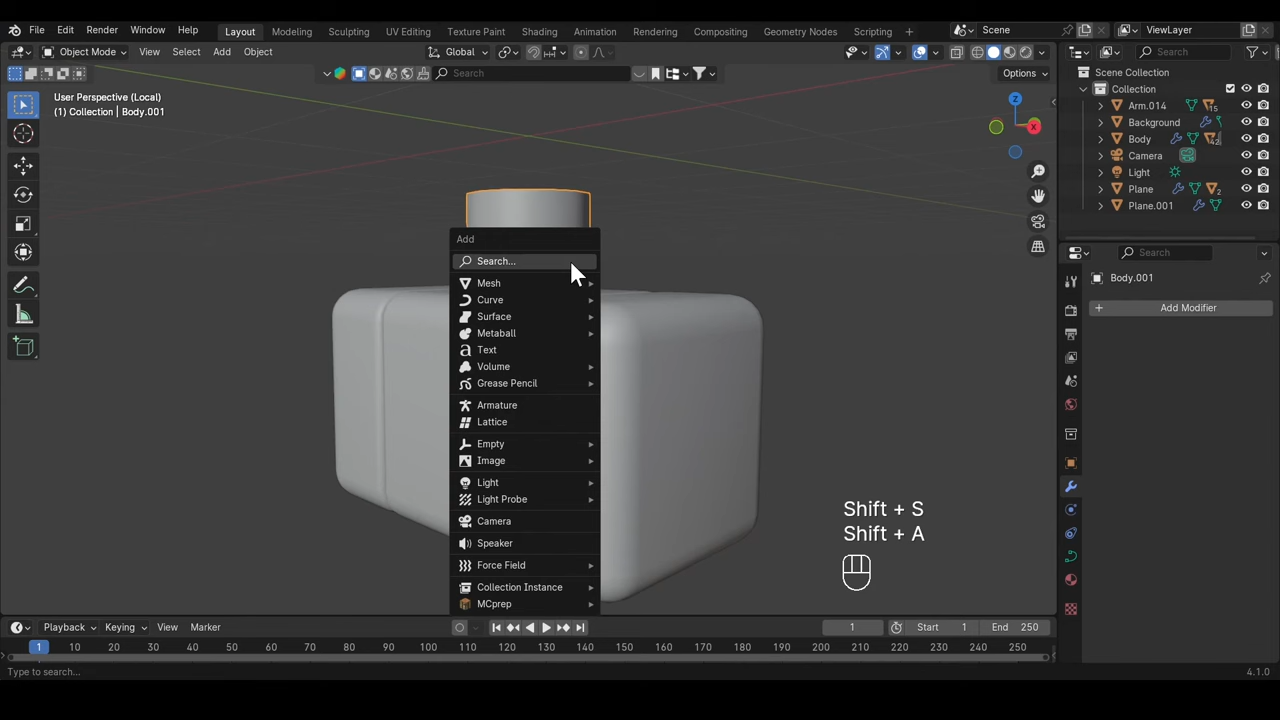 File Edit Render Window Help Layout Modeling Sculpting UV Editing Texture Paint Shading Animation Rendering Compositing Geometry Nodes Scripting + Scene ViewLayer
Object Mode View Select Add Object Global Search
Search Options
User Perspective (Local)
(1) Collection | Body.001
Z
X
Scene Collection
Collection
Arm.014 15
Background
Body 42
Camera
Light
Plane 2
Plane.001
Search
Body.001
+ Add Modifier
Add
Search...
Mesh
Curve
Surface
Metaball
Text
Volume
Grease Pencil
Armature
Lattice
Empty
Image
Light
Light Probe
Camera
Speaker
Force Field
Collection Instance
MCprep
Shift + S
Shift + A
Playback Keying View Marker 1 Start 1 End 250
1 10 20 30 40 50 60 70 80 90 100 110 120 130 140 150 160 170 180 190 200 210 220 230 240 250
Type to search... 4.1.0